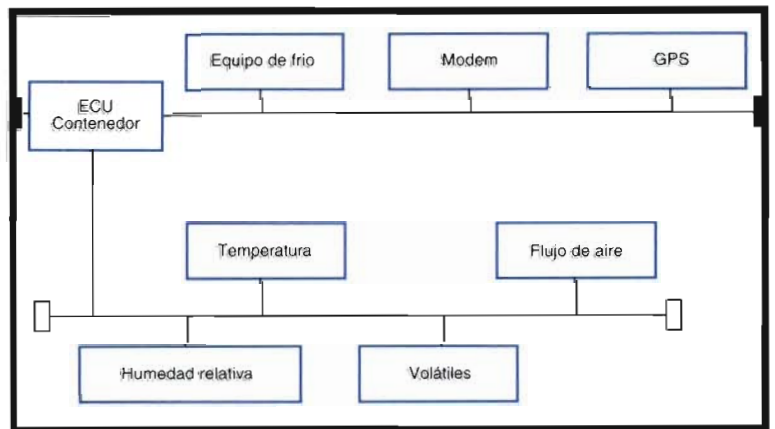 Equipo de frio
Modem
GPS
ECU
Contenedor
Temperatura
Flujo de aire
Humedad relativa
Volátiles